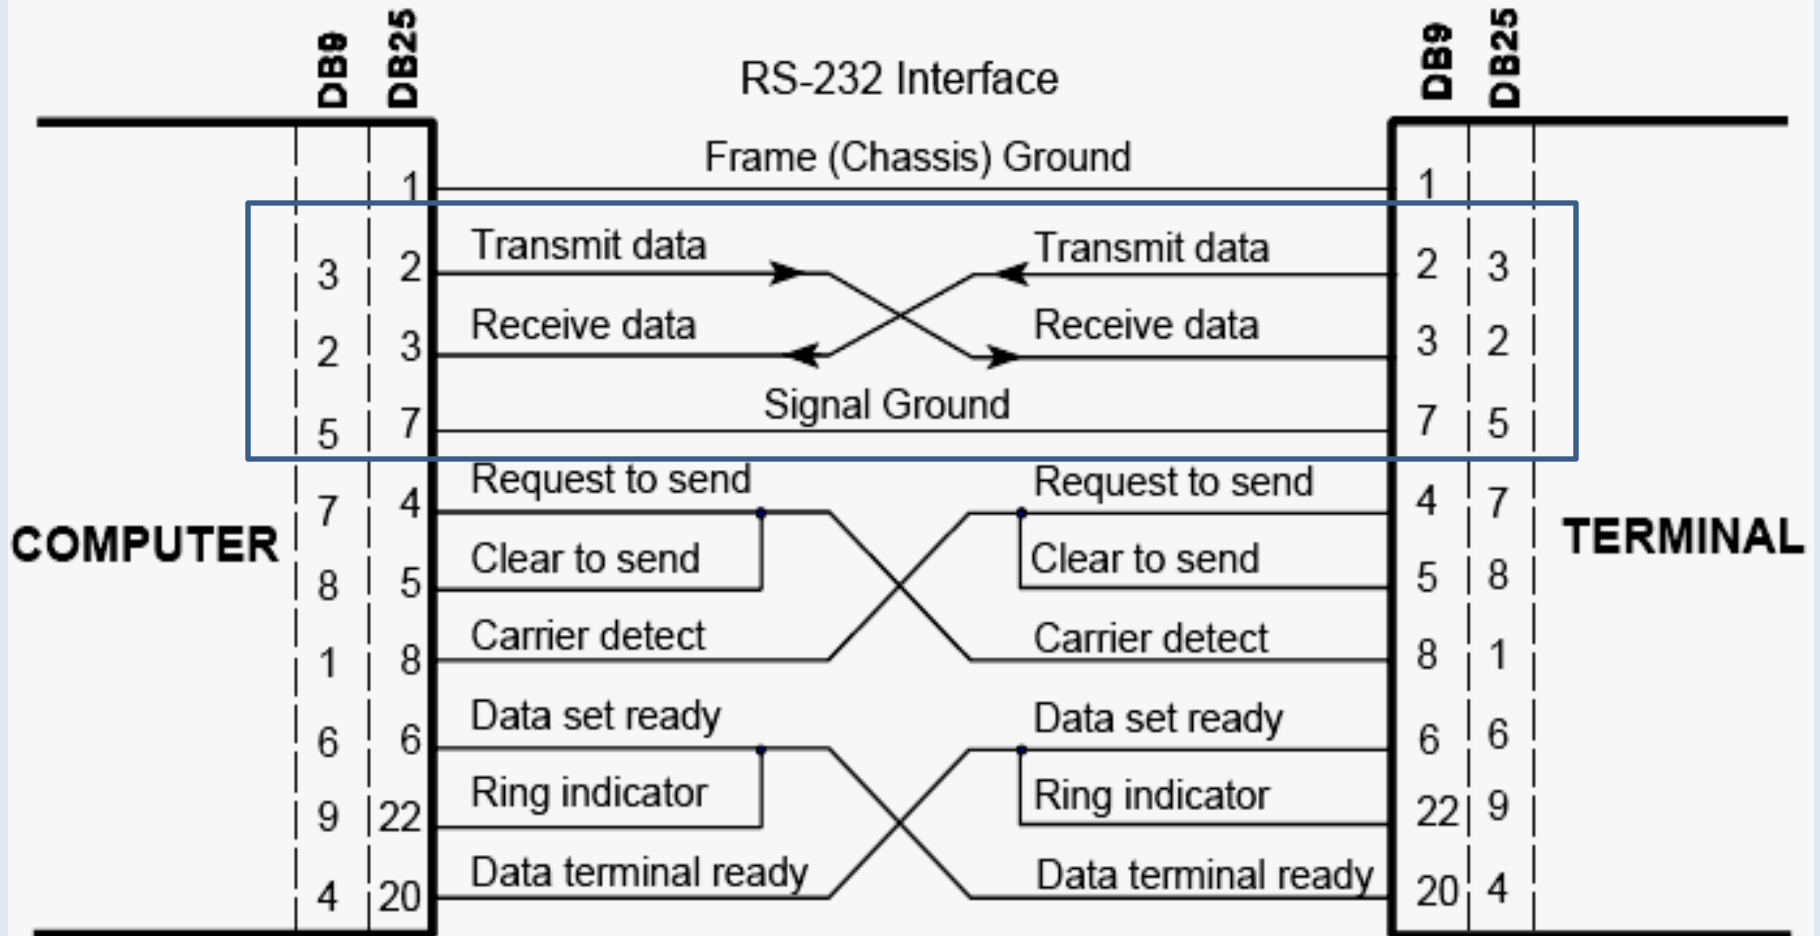 DB9 DB25 RS-232 Interface DB9 DB25
Frame (Chassis) Ground
1 1
Transmit data Transmit data
3 2 2 3
Receive data Receive data
2 3 3 2
Signal Ground
5 7 7 5
Request to send Request to send
7 4 4 7
COMPUTER TERMINAL
Clear to send Clear to send
8 5 5 8
Carrier detect Carrier detect
1 8 8 1
Data set ready Data set ready
6 6 6 6
Ring indicator Ring indicator
9 22 22 9
Data terminal ready Data terminal ready
4 20 20 4